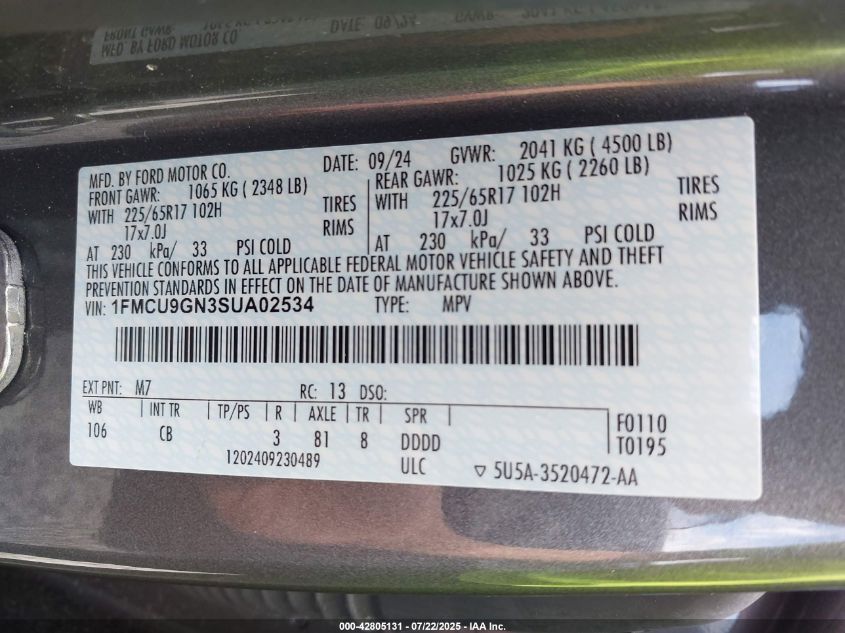 MFD. BY FORD MOTOR CO. DATE: 09/24 GVWR: 2041 KG ( 4500 LB)
FRONT GAWR: 1065 KG ( 2348 LB) REAR GAWR: 1025 KG ( 2260 LB)
WITH 225/65R17 102H TIRES WITH 225/65R17 102H TIRES
17x7.0J RIMS 17x7.0J RIMS
AT 230 kPa/ 33 PSI COLD AT 230 kPa/ 33 PSI COLD
THIS VEHICLE CONFORMS TO ALL APPLICABLE FEDERAL MOTOR VEHICLE SAFETY AND THEFT
PREVENTION STANDARDS IN EFFECT ON THE DATE OF MANUFACTURE SHOWN ABOVE.
VIN: 1FMCU9GN3SUA02534 TYPE: MPV
EXT PNT: M7 RC: 13 DSO:
WB INT TR TP/PS R AXLE TR SPR F0110
106 CB 3 81 8 DDDD T0195
1202409230489 ULC ▽ 5U5A-3520472-AA
000-42805131 - 07/22/2025 - IAA Inc.